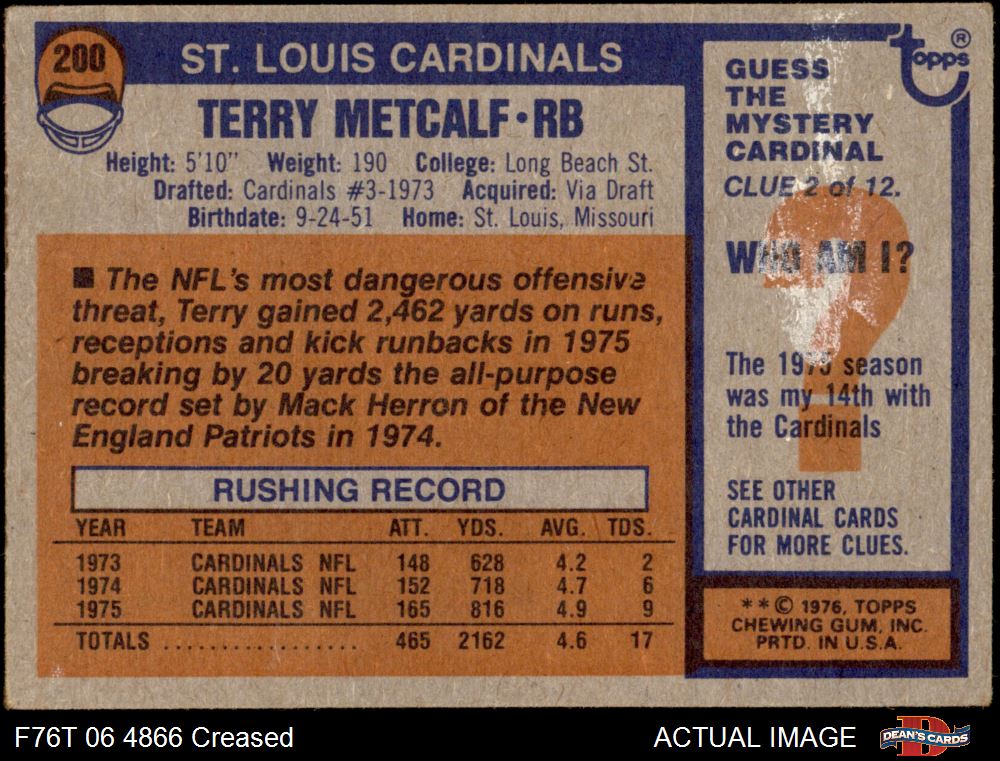 200
ST. LOUIS CARDINALS
TERRY METCALF•RB
Height: 5'10" Weight: 190 College: Long Beach St.
Drafted: Cardinals #3-1973 Acquired: Via Draft
Birthdate: 9-24-51 Home: St. Louis, Missouri
■ The NFL's most dangerous offensive
threat, Terry gained 2,462 yards on runs,
receptions and kick runbacks in 1975
breaking by 20 yards the all-purpose
record set by Mack Herron of the New
England Patriots in 1974.
RUSHING RECORD
YEAR TEAM ATT. YDS. AVG. TDS.
1973 CARDINALS NFL 148 628 4.2 2
1974 CARDINALS NFL 152 718 4.7 6
1975 CARDINALS NFL 165 816 4.9 9
TOTALS ................. 465 2162 4.6 17
topps ®
GUESS
THE
MYSTERY
CARDINAL
CLUE 2 of 12.
WHO AM I?
The 1975 season
was my 14th with
the Cardinals
SEE OTHER
CARDINAL CARDS
FOR MORE CLUES.
**© 1976, TOPPS
CHEWING GUM, INC.
PRTD. IN U.S.A.
F76T 06 4866 Creased
ACTUAL IMAGE
D
DEAN'S CARDS